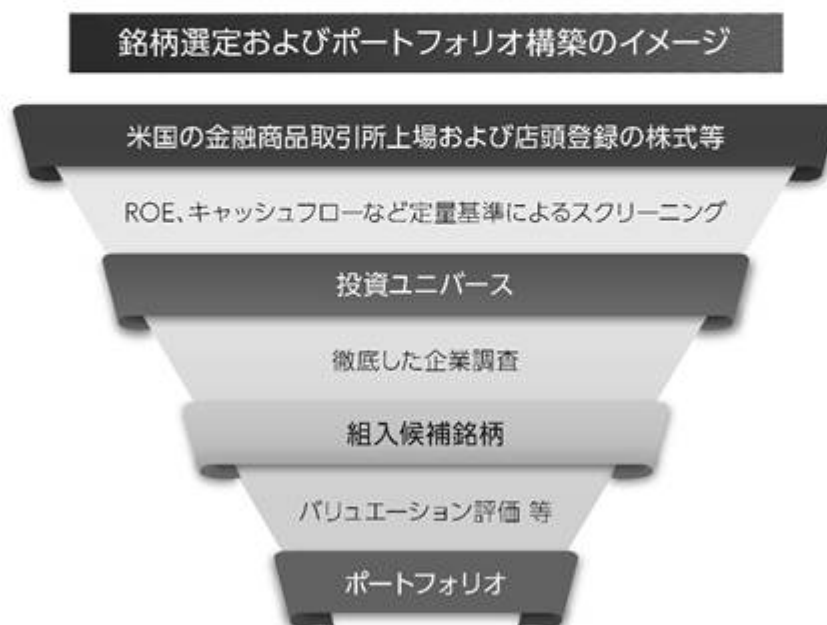 銘柄選定およびポートフォリオ構築のイメージ
米国の金融商品取引所上場および店頭登録の株式等
ROE、キャッシュフローなど定量基準によるスクリーニング
投資ユニバース
徹底した企業調査
組入候補銘柄
バリュエーション評価 等
ポートフォリオ